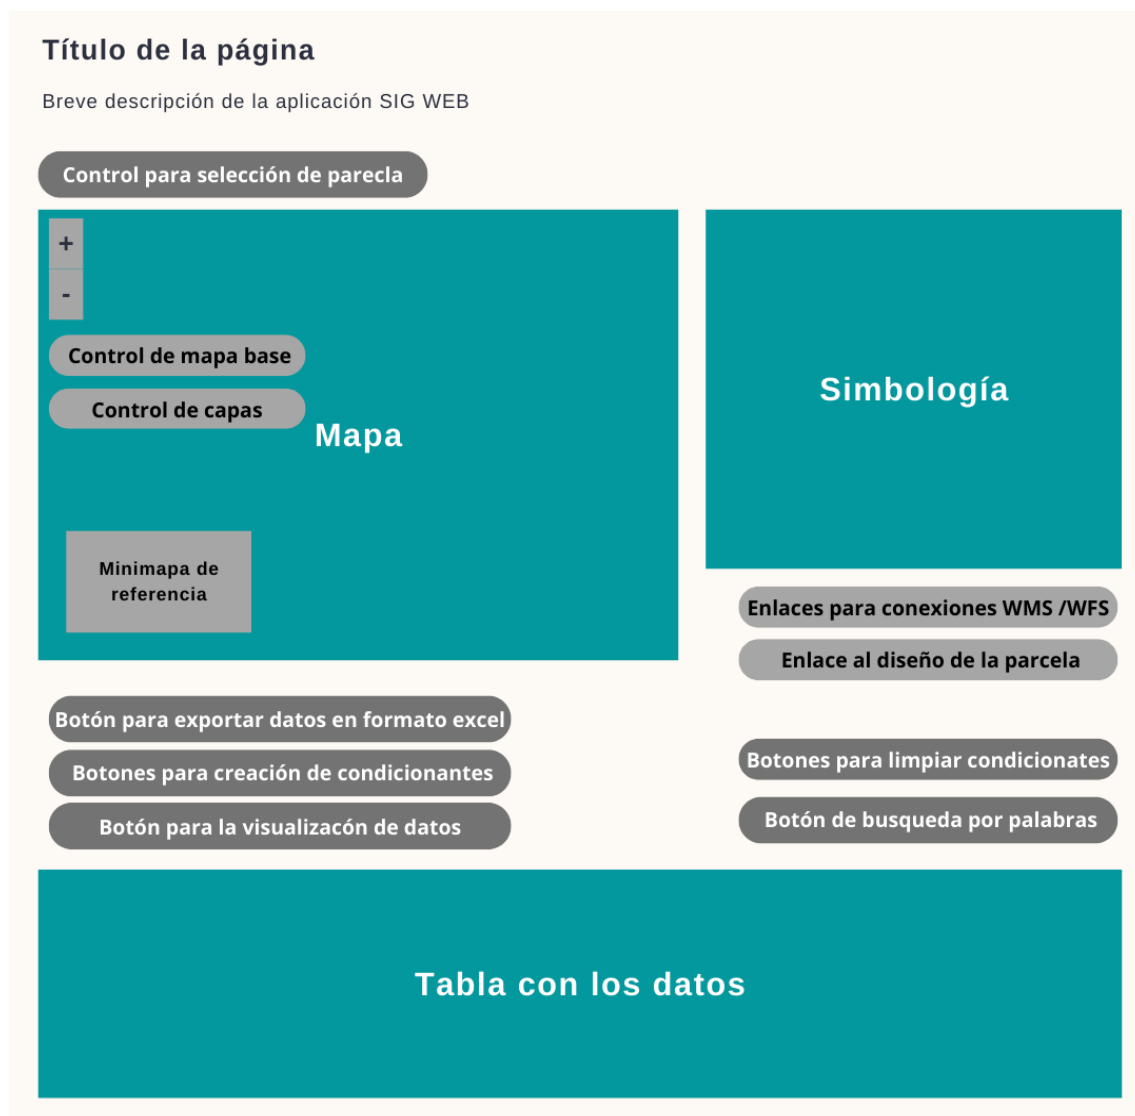 Título de la página
Breve descripción de la aplicación SIG WEB
Control para selección de parecla
+
-
Control de mapa base
Control de capas
Mapa
Minimapa de
referencia
Simbología
Enlaces para conexiones WMS /WFS
Enlace al diseño de la parcela
Botón para exportar datos en formato excel
Botones para creación de condicionantes
Botón para la visualizacón de datos
Botones para limpiar condicionates
Botón de busqueda por palabras
Tabla con los datos